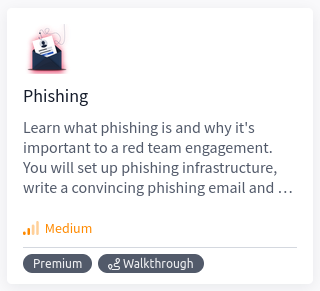 Phishing
Learn what phishing is and why it's
important to a red team engagement.
You will set up phishing infrastructure,
write a convincing phishing email and ...
Medium
Premium
Walkthrough